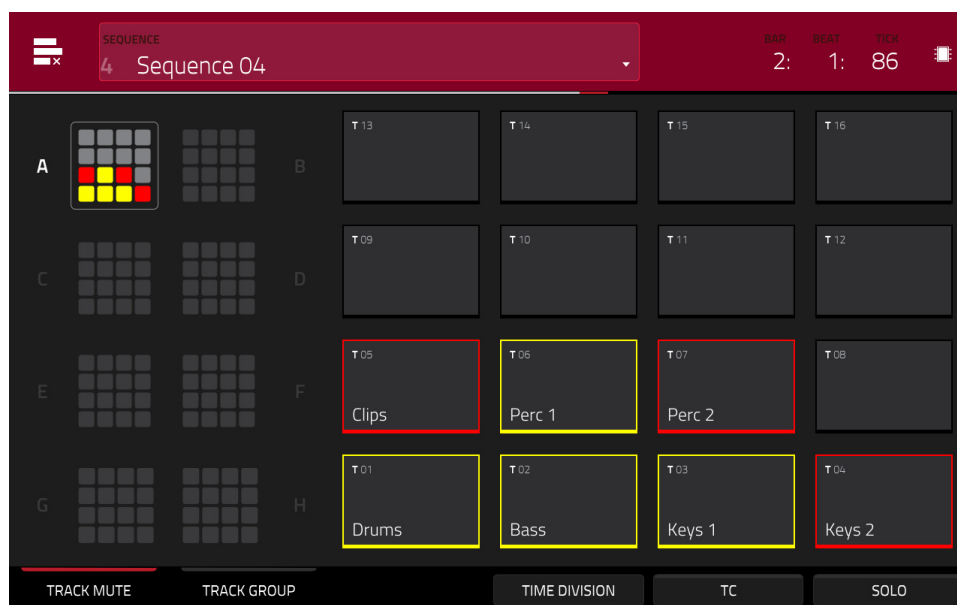 SEQUENCE
4 Sequence 04
BAR BEAT TICK
2: 1: 86
A
B
T 13
T 14
T 15
T 16
C
D
T 09
T 10
T 11
T 12
E
F
T 05
Clips
T 06
Perc 1
T 07
Perc 2
T 08
G
H
T 01
Drums
T 02
Bass
T 03
Keys 1
T 04
Keys 2
TRACK MUTE
TRACK GROUP
TIME DIVISION
TC
SOLO